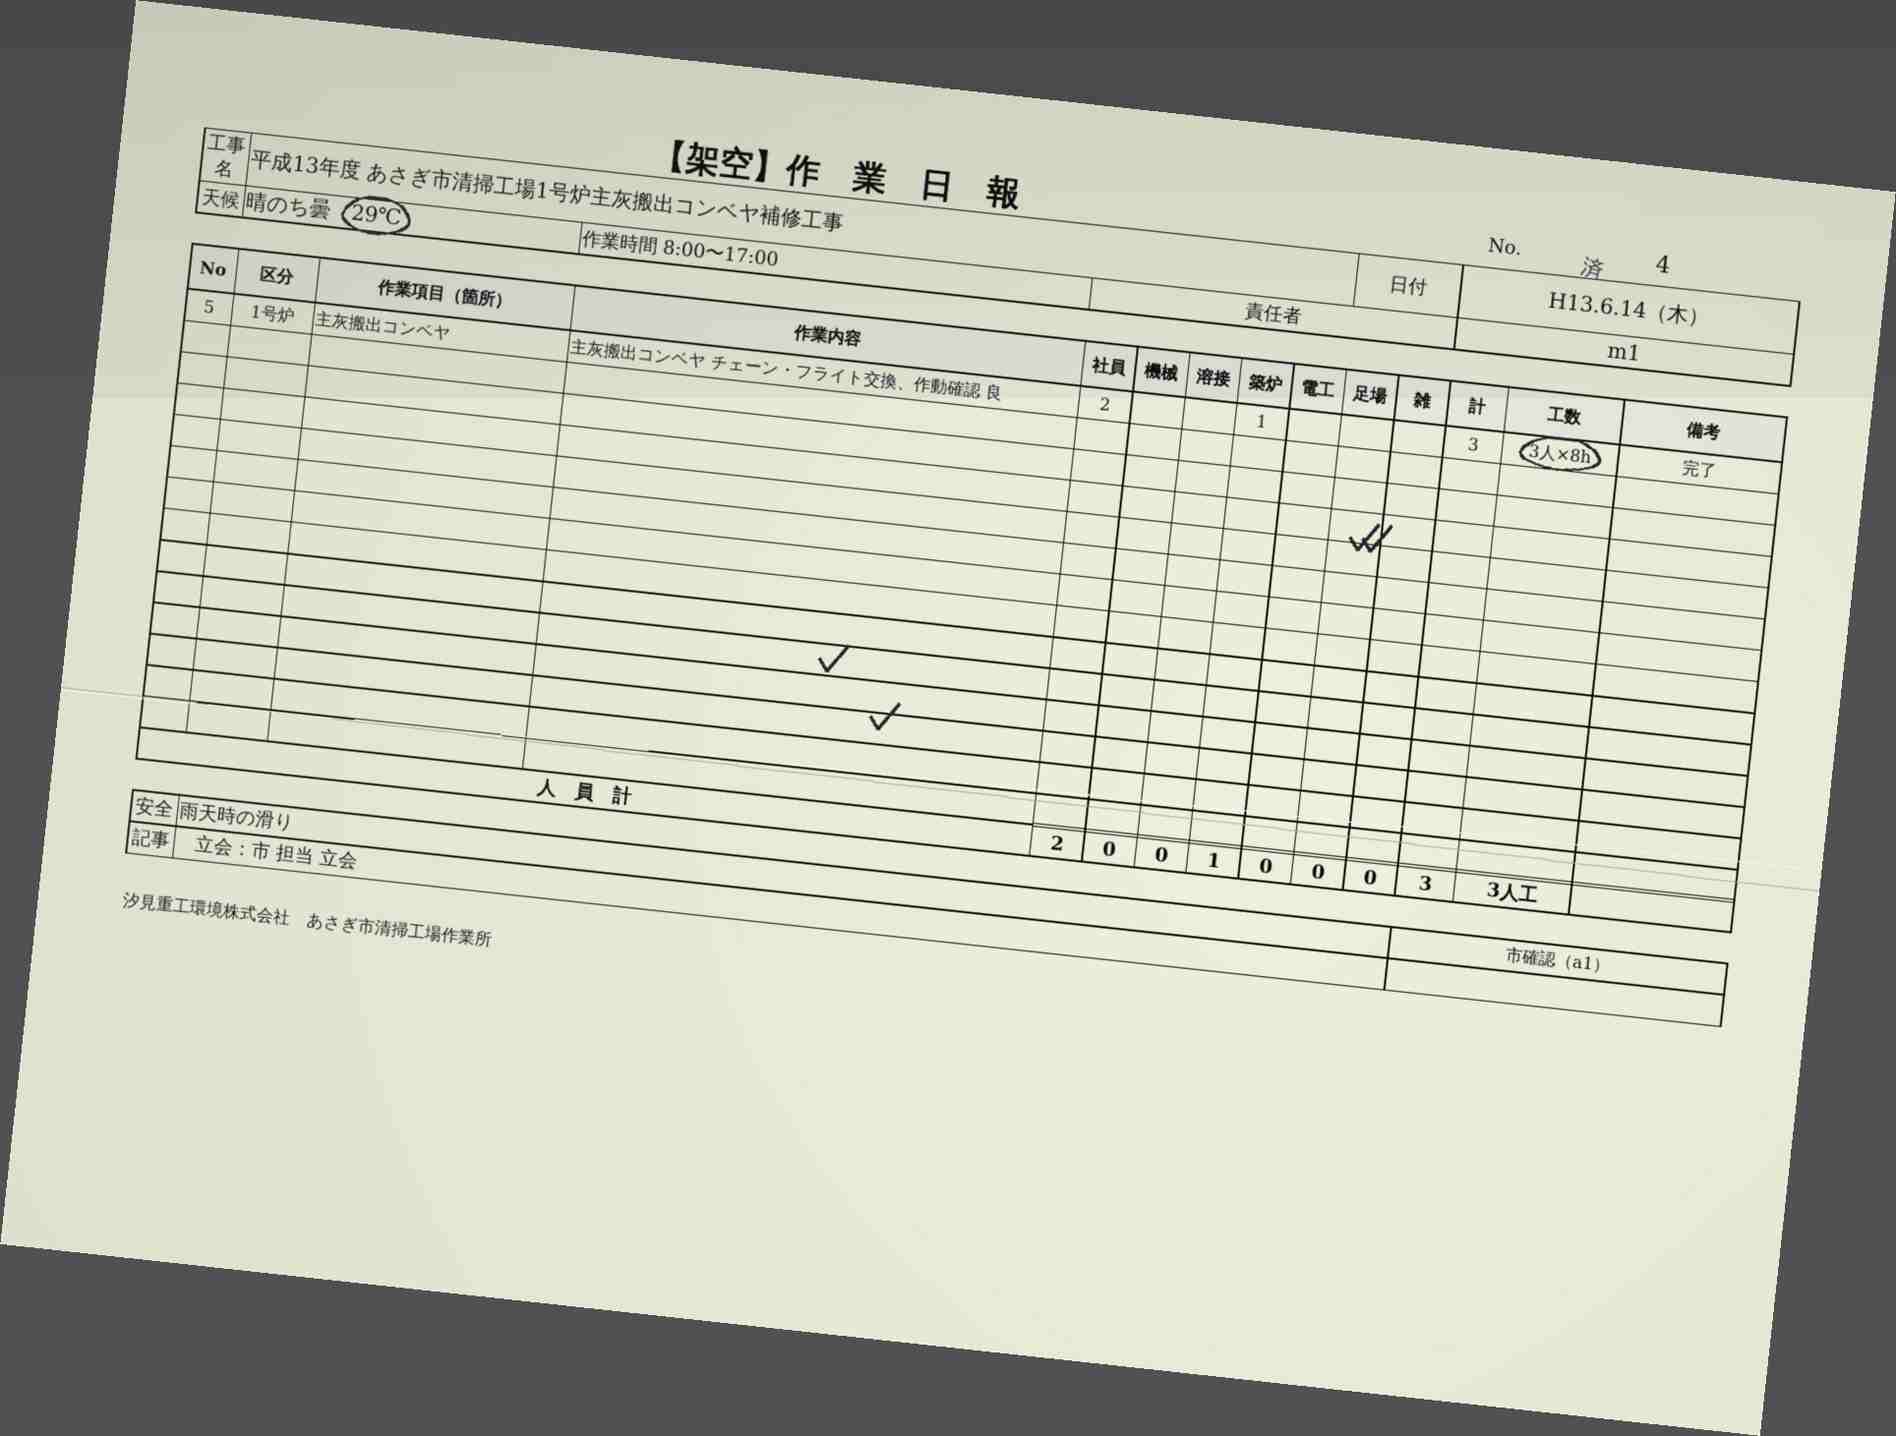 【架空】作 業 日 報
No. 済 4
工事名 平成13年度 あさぎ市清掃工場1号炉主灰搬出コンベヤ補修工事 日付 H13.6.14（木）
天候 晴のち曇 29℃ 作業時間 8:00〜17:00 責任者 m1
No 区分 作業項目（箇所） 作業内容 社員 機械 溶接 築炉 電工 足場 雑 計 工数 備考
5 1号炉 主灰搬出コンベヤ 主灰搬出コンベヤ チェーン・フライト交換、作動確認 良 2 1 3 3人×8h 完了
人 員 計 2 0 0 1 0 0 0 3 3人工
安全 雨天時の滑り 市確認（a1）
記事 立会：市 担当 立会
汐見重工環境株式会社　あさぎ市清掃工場作業所